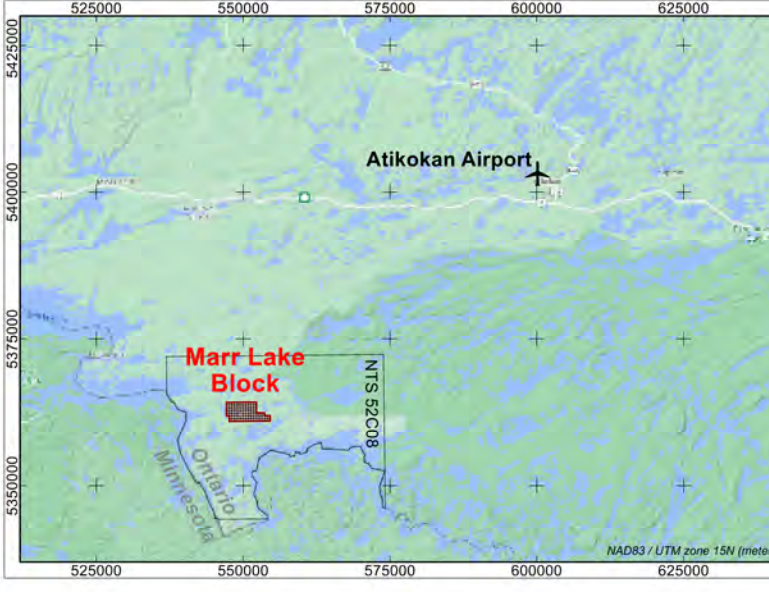 525000 550000 575000 600000 625000
5425000
Atikokan Airport
5400000
5375000
Marr Lake
Block
NTS 52C08
Ontario
Minnesota
5350000
NAD83 / UTM zone 15N (mete
525000 550000 575000 600000 625000